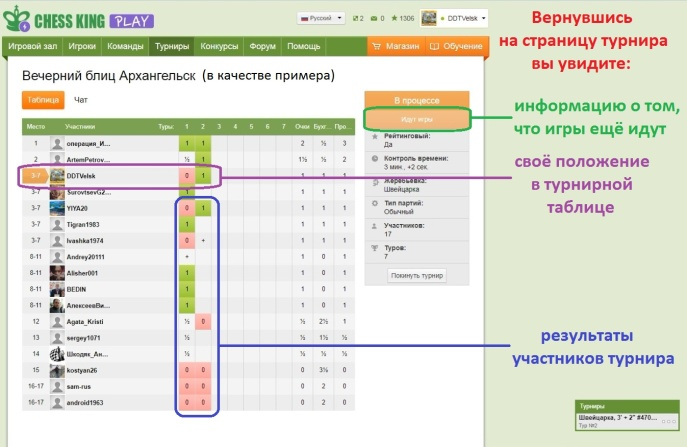 CHESS KING PLAY
Русский 2 0 1306 DDTVelsk
Игровой зал Игроки Команды Турниры Конкурсы Форум Помощь Магазин Обучение
Вернувшись
на страницу турнира
вы увидите:
Вечерний блиц Архангельск (в качестве примера)
Таблица Чат
В процессе
Идут игры
информацию о том,
что игры ещё идут
Место Участники Туры: 1 2 3 4 5 6 7 Очки Бухг... Про...
1 операция_И... 1 1 2 ½ 3
2 ArtemPetrov... ½ 1 1½ ½ 2
3-7 DDTVelsk 0 1 1 1 1
3-7 SurovtsevG2... 1
3-7 YIYA20 0 1 1 1 1
3-7 Tigran1983 1 1 1 1
3-7 Ivashka1974 0 + 1 1 1
8-11 Andrey20111 + 1 0 1
8-11 Alisher001 1 1 0 1
8-11 BEDIN 1 1 0 1
8-11 АлексеевВи... 1 1 0 1
12 Agata_Kristi ½ 0 ½ 2½ 1
13 sergey1071 ½ ½ 1½ ½
14 Шкодяк_Ан... ½ ½ ½ ½
15 kostyan26 0 0 0 3½ 0
16-17 sam-rus 0 0 0 2 0
16-17 android1963 0 0 0 2 0
Рейтинговый:
Да
Контроль времени:
3 мин., +2 сек.
Жеребьевка:
Швейцарка
Тип партий:
Обычный
Участников:
17
Туров:
7
Покинуть турнир
своё положение
в турнирной
таблице
результаты
участников турнира
Турниры
Швейцарка, 3' + 2" #470...
Тур №2